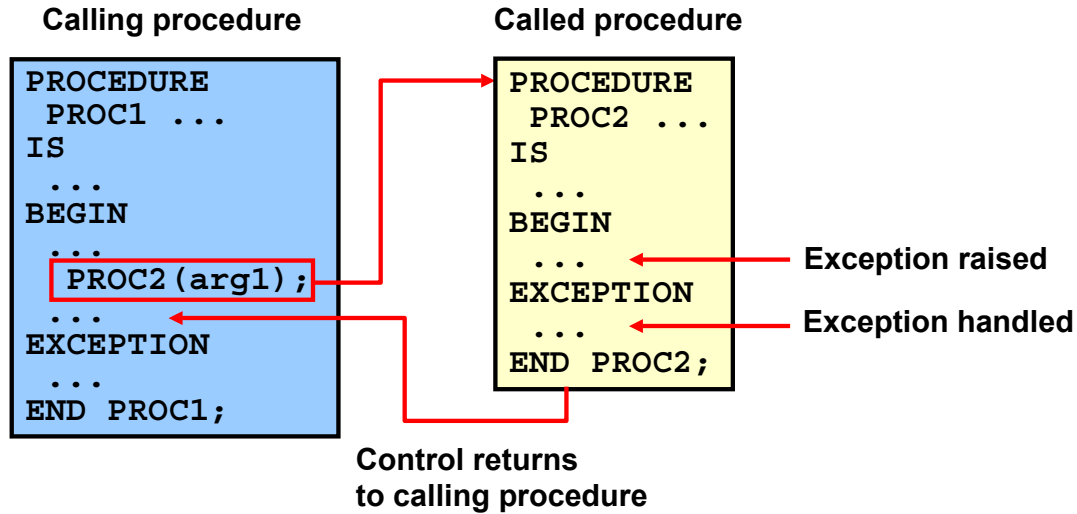 Calling procedure
PROCEDURE
PROC1 ...
IS
...
BEGIN
...
PROC2(arg1);
...
EXCEPTION
...
END PROC1;
Called procedure
PROCEDURE
PROC2 ...
IS
...
BEGIN
...
EXCEPTION
...
END PROC2;
Exception raised
Exception handled
Control returns
to calling procedure